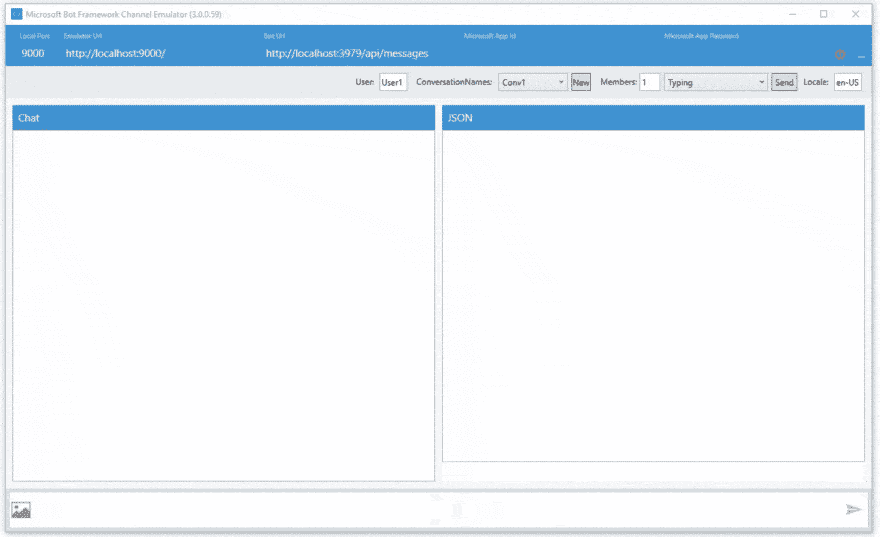 Microsoft Bot Framework Channel Emulator (3.0.0.59)
Local Port Emulator Url Bot Url Microsoft App Id Microsoft App Password
9000 http://localhost:9000/ http://localhost:3979/api/messages
User: User1 ConversationNames: Conv1 New Members: 1 Typing Send Locale: en-US
Chat JSON